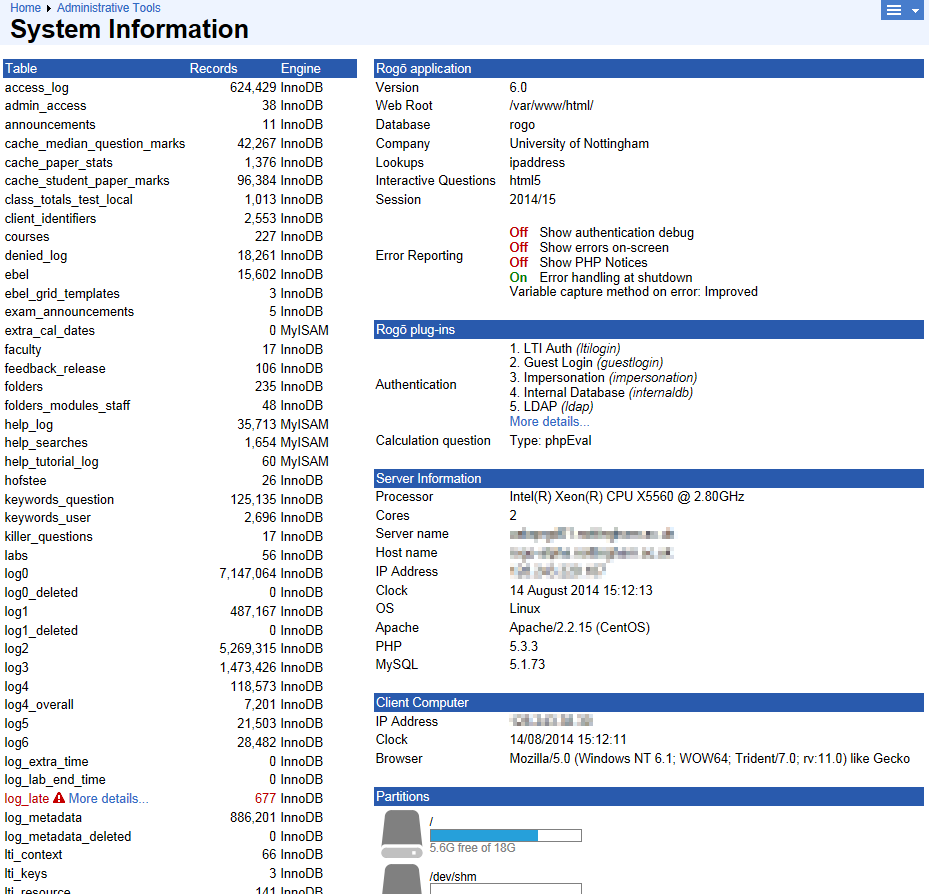 Home ▸ Administrative Tools
System Information
Table Records Engine
access_log 624,429 InnoDB
admin_access 38 InnoDB
announcements 11 InnoDB
cache_median_question_marks 42,267 InnoDB
cache_paper_stats 1,376 InnoDB
cache_student_paper_marks 96,384 InnoDB
class_totals_test_local 1,013 InnoDB
client_identifiers 2,553 InnoDB
courses 227 InnoDB
denied_log 18,261 InnoDB
ebel 15,602 InnoDB
ebel_grid_templates 3 InnoDB
exam_announcements 5 InnoDB
extra_cal_dates 0 MyISAM
faculty 17 InnoDB
feedback_release 106 InnoDB
folders 235 InnoDB
folders_modules_staff 48 InnoDB
help_log 35,713 MyISAM
help_searches 1,654 MyISAM
help_tutorial_log 60 MyISAM
hofstee 26 InnoDB
keywords_question 125,135 InnoDB
keywords_user 2,696 InnoDB
killer_questions 17 InnoDB
labs 56 InnoDB
log0 7,147,064 InnoDB
log0_deleted 0 InnoDB
log1 487,167 InnoDB
log1_deleted 0 InnoDB
log2 5,269,315 InnoDB
log3 1,473,426 InnoDB
log4 118,573 InnoDB
log4_overall 7,201 InnoDB
log5 21,503 InnoDB
log6 28,482 InnoDB
log_extra_time 0 InnoDB
log_lab_end_time 0 InnoDB
log_late More details... 677 InnoDB
log_metadata 886,201 InnoDB
log_metadata_deleted 0 InnoDB
lti_context 66 InnoDB
lti_keys 3 InnoDB
lti_resource 141 InnoDB
Rogō application
Version 6.0
Web Root /var/www/html/
Database rogo
Company University of Nottingham
Lookups ipaddress
Interactive Questions html5
Session 2014/15
Error Reporting
Off Show authentication debug
Off Show errors on-screen
Off Show PHP Notices
On Error handling at shutdown
Variable capture method on error: Improved
Rogō plug-ins
Authentication
1. LTI Auth (ltilogin)
2. Guest Login (guestlogin)
3. Impersonation (impersonation)
4. Internal Database (internaldb)
5. LDAP (ldap)
More details...
Calculation question Type: phpEval
Server Information
Processor Intel(R) Xeon(R) CPU X5560 @ 2.80GHz
Cores 2
Server name
Host name
IP Address
Clock 14 August 2014 15:12:13
OS Linux
Apache Apache/2.2.15 (CentOS)
PHP 5.3.3
MySQL 5.1.73
Client Computer
IP Address
Clock 14/08/2014 15:12:11
Browser Mozilla/5.0 (Windows NT 6.1; WOW64; Trident/7.0; rv:11.0) like Gecko
Partitions
/
5.6G free of 18G
/dev/shm